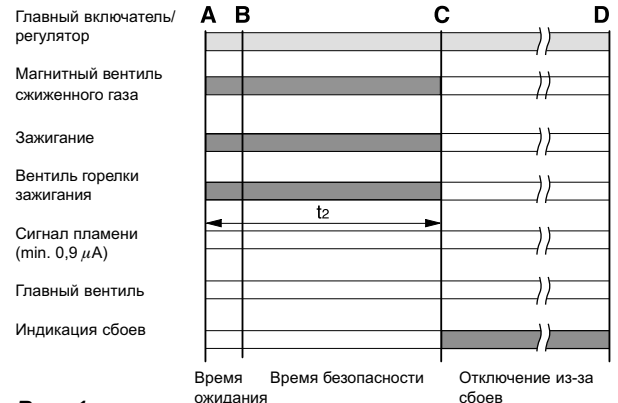 A B C D
Главный включатель/
регулятор
Магнитный вентиль
сжиженного газа
Зажигание
Вентиль горелки
зажигания
t2
Сигнал пламени
(min. 0,9 μA)
Главный вентиль
Индикация сбоев
Время
ожидания
Время безопасности
Отключение из-за
сбоев